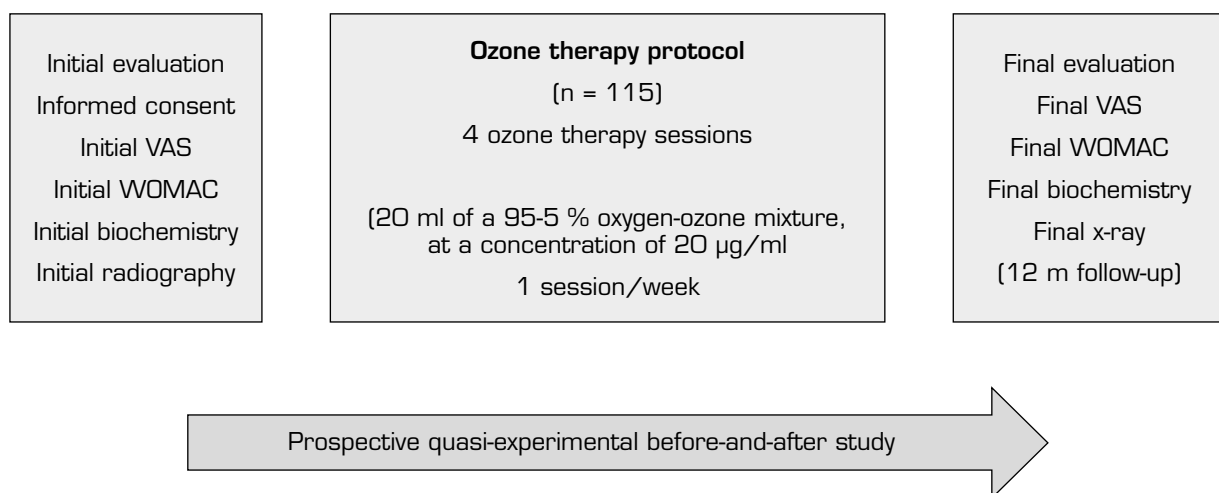 Initial evaluation
Informed consent
Initial VAS
Initial WOMAC
Initial biochemistry
Initial radiography
Ozone therapy protocol
(n = 115)
4 ozone therapy sessions
(20 ml of a 95-5 % oxygen-ozone mixture,
at a concentration of 20 µg/ml
1 session/week
Final evaluation
Final VAS
Final WOMAC
Final biochemistry
Final x-ray
(12 m follow-up)
Prospective quasi-experimental before-and-after study